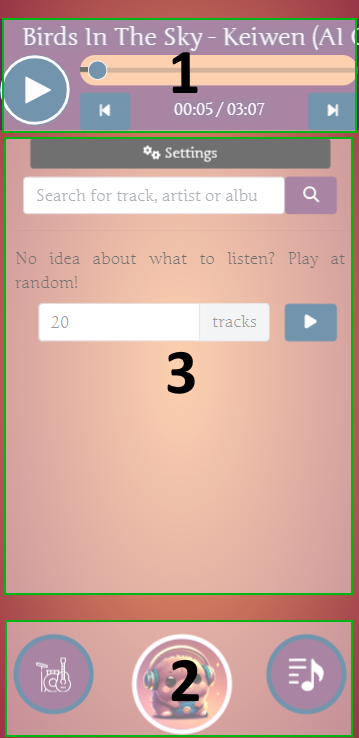 Birds In The Sky - Keiwen (AI
1
00:05 / 03:07
Settings
Search for track, artist or albu
No idea about what to listen? Play at
random!
20 tracks
3
2